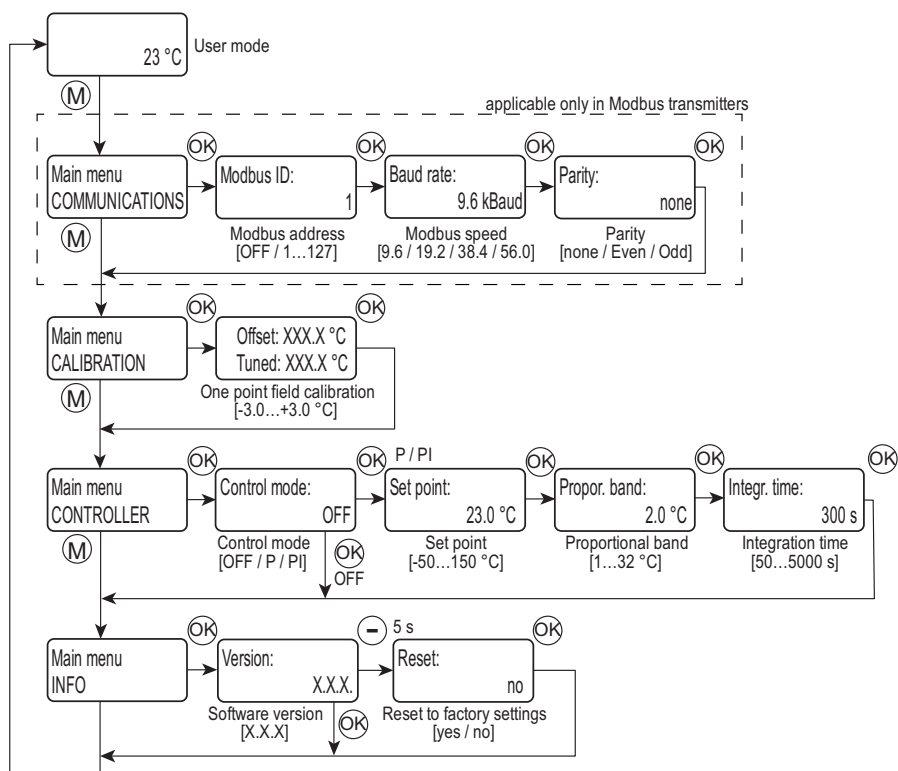 23 °C
User mode
M
applicable only in Modbus transmitters
OK
OK
OK
OK
Main menu
COMMUNICATIONS
Modbus ID:
1
Baud rate:
9.6 kBaud
Parity:
none
M
Modbus address
[OFF / 1...127]
Modbus speed
[9.6 / 19.2 / 38.4 / 56.0]
Parity
[none / Even / Odd]
OK
OK
Main menu
CALIBRATION
Offset: XXX.X °C
Tuned: XXX.X °C
M
One point field calibration
[-3.0...+3.0 °C]
OK
OK
P / PI
OK
OK
OK
Main menu
CONTROLLER
Control mode:
OFF
Set point:
23.0 °C
Propor. band:
2.0 °C
Integr. time:
300 s
M
Control mode
[OFF / P / PI]
OK
OFF
Set point
[-50...150 °C]
Proportional band
[1...32 °C]
Integration time
[50...5000 s]
OK
− 5 s
OK
Main menu
INFO
Version:
X.X.X.
Reset:
no
Software version
[X.X.X]
OK
Reset to factory settings
[yes / no]